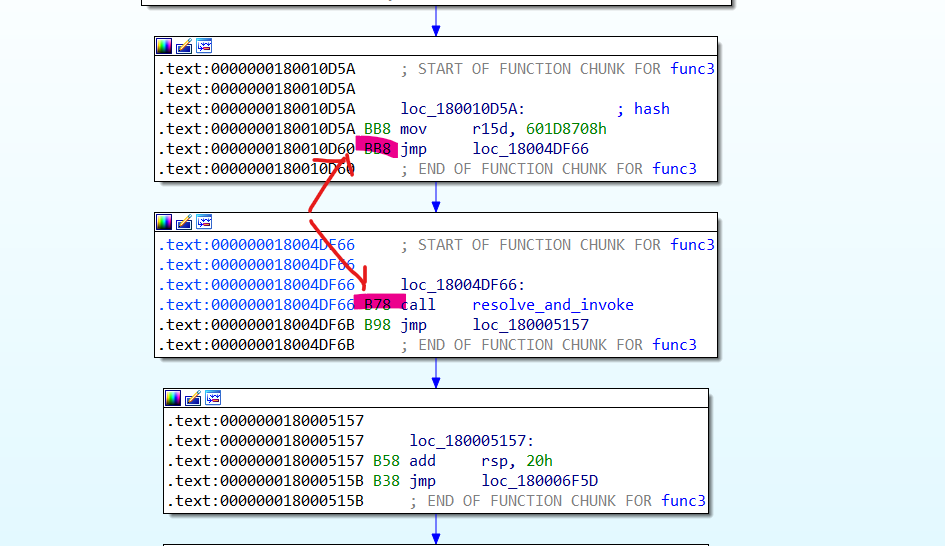 .text:0000000180010D5A ; START OF FUNCTION CHUNK FOR func3
.text:0000000180010D5A
.text:0000000180010D5A loc_180010D5A: ; hash
.text:0000000180010D5A BB8 mov r15d, 601D8708h
.text:0000000180010D60 BB8 jmp loc_18004DF66
.text:0000000180010D60 ; END OF FUNCTION CHUNK FOR func3
.text:000000018004DF66 ; START OF FUNCTION CHUNK FOR func3
.text:000000018004DF66
.text:000000018004DF66 loc_18004DF66:
.text:000000018004DF66 B78 call resolve_and_invoke
.text:000000018004DF6B B98 jmp loc_180005157
.text:000000018004DF6B ; END OF FUNCTION CHUNK FOR func3
.text:0000000180005157
.text:0000000180005157 loc_180005157:
.text:0000000180005157 B58 add rsp, 20h
.text:000000018000515B B38 jmp loc_180006F5D
.text:000000018000515B ; END OF FUNCTION CHUNK FOR func3